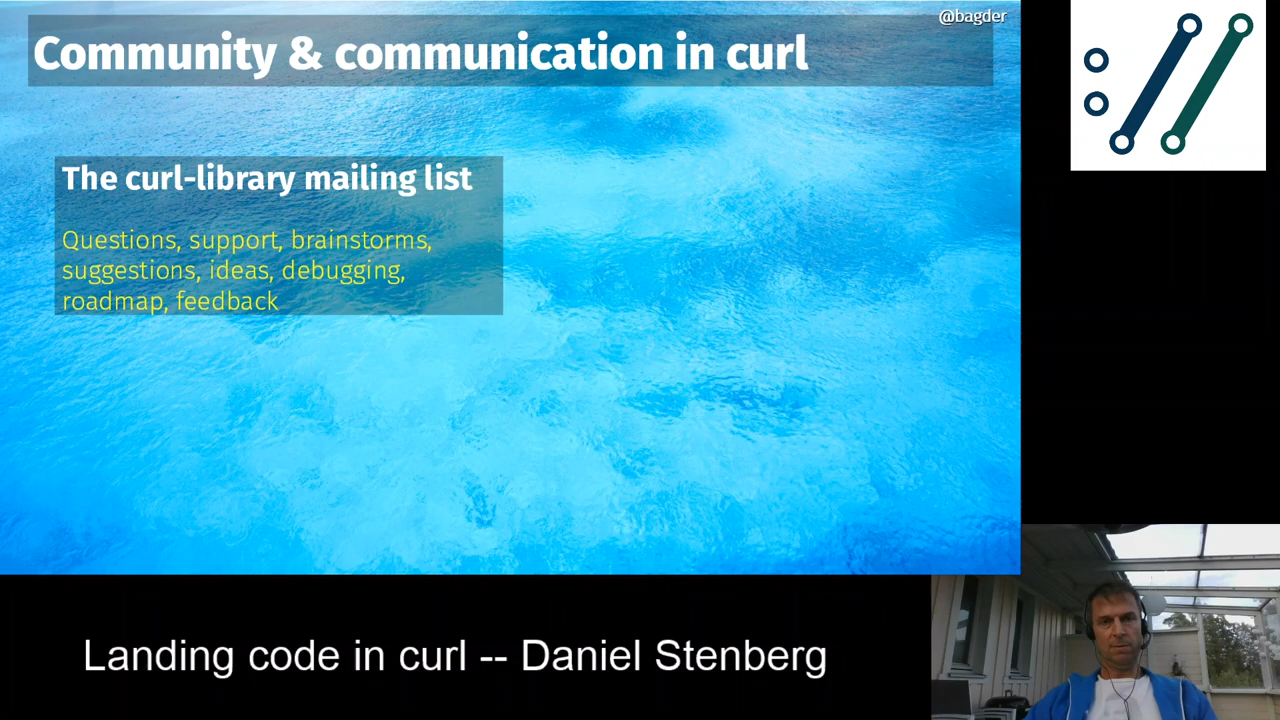 @bagder
Community & communication in curl
The curl-library mailing list
Questions, support, brainstorms,
suggestions, ideas, debugging,
roadmap, feedback
Landing code in curl -- Daniel Stenberg